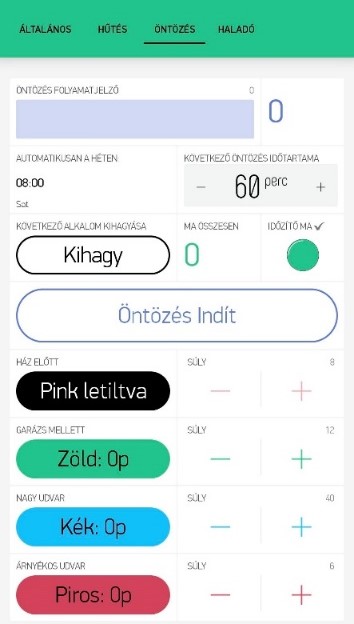 ÁLTALÁNOS HŰTÉS ÖNTÖZÉS HALADÓ
ÖNTÖZÉS FOLYAMATJELZŐ 0
0
AUTOMATIKUSAN A HÉTEN
08:00
Sat
KÖVETKEZŐ ÖNTÖZÉS IDŐTARTAMA
− 60 perc +
KÖVETKEZŐ ALKALOM KIHAGYÁSA
Kihagy
MA ÖSSZESEN
0
IDŐZÍTŐ MA ✓
Öntözés Indít
HÁZ ELŐTT
Pink letiltva
SÚLY 8
− +
GARÁZS MELLETT
Zöld: 0p
SÚLY 12
− +
NAGY UDVAR
Kék: 0p
SÚLY 40
− +
ÁRNYÉKOS UDVAR
Piros: 0p
SÚLY 6
− +